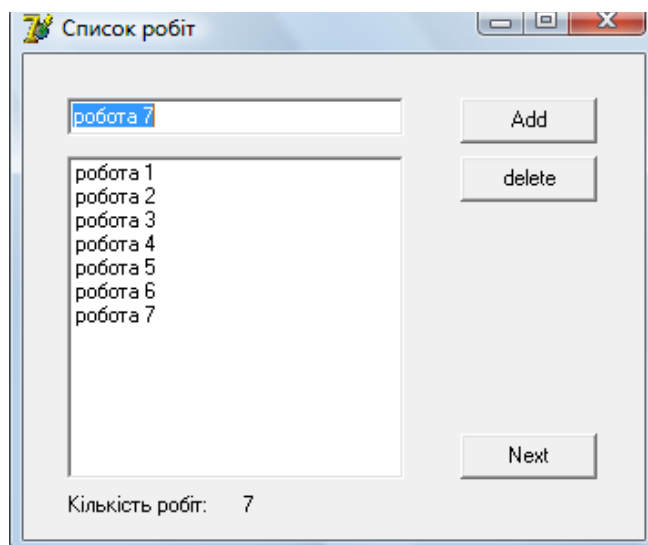 Список робіт
робота 7
Add
робота 1
робота 2
робота 3
робота 4
робота 5
робота 6
робота 7
delete
Next
Кількість робіт: 7